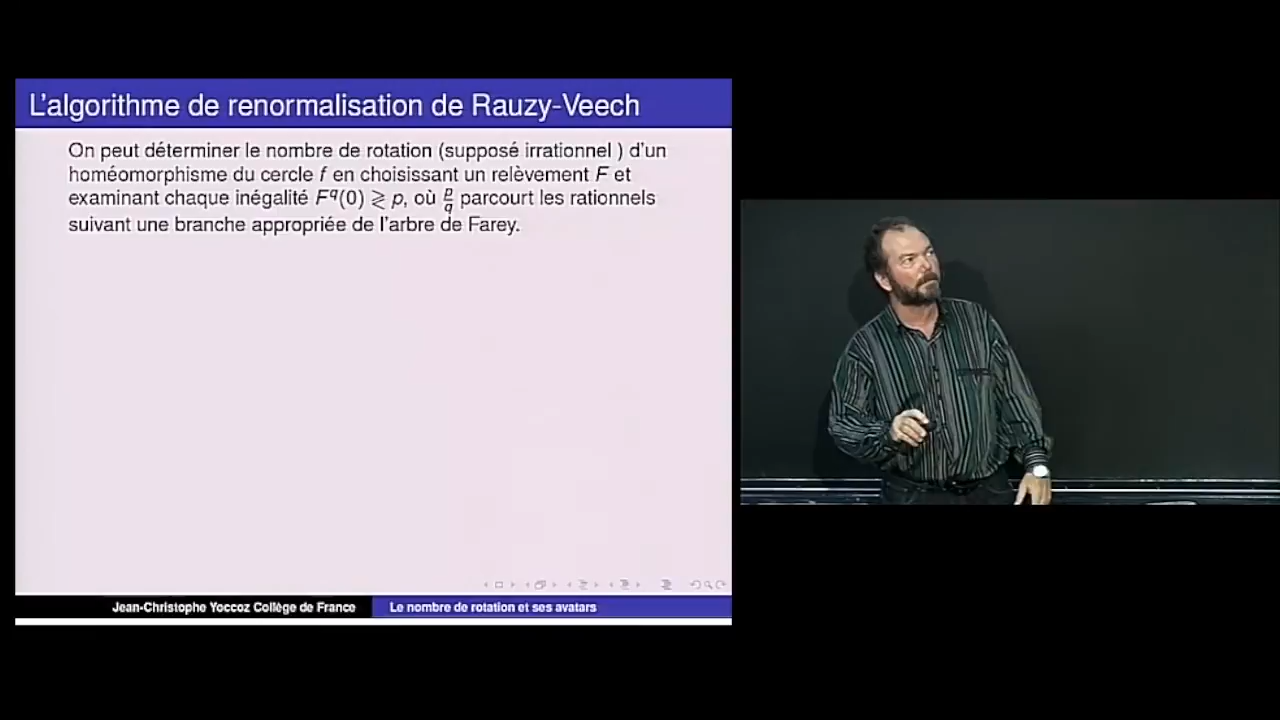 L'algorithme de renormalisation de Rauzy-Veech
On peut déterminer le nombre de rotation (supposé irrationnel ) d'un
homéomorphisme du cercle f en choisissant un relèvement F et
examinant chaque inégalité F^q(0) ≷ p, où p/q parcourt les rationnels
suivant une branche appropriée de l'arbre de Farey.
Jean-Christophe Yoccoz Collège de France
Le nombre de rotation et ses avatars